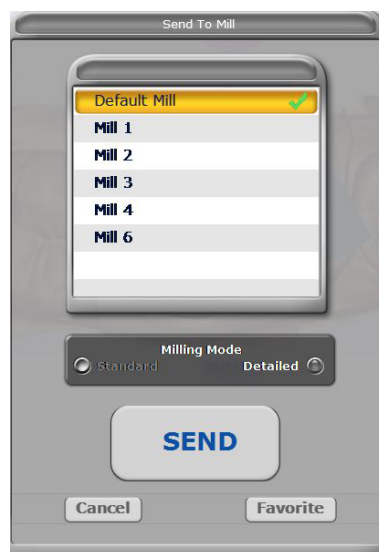 Send To Mill
Default Mill
Mill 1
Mill 2
Mill 3
Mill 4
Mill 6
Milling Mode
Standard Detailed
SEND
Cancel Favorite